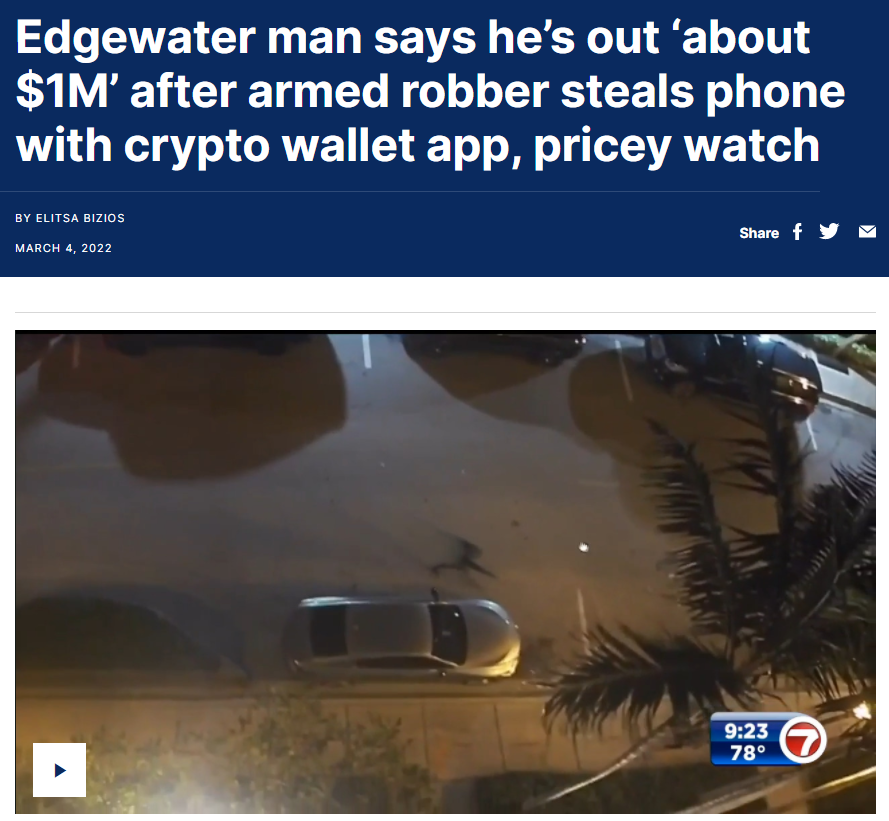 Edgewater man says he’s out ‘about
$1M’ after armed robber steals phone
with crypto wallet app, pricey watch
BY ELITSA BIZIOS
MARCH 4, 2022
Share
9:23
78°
7